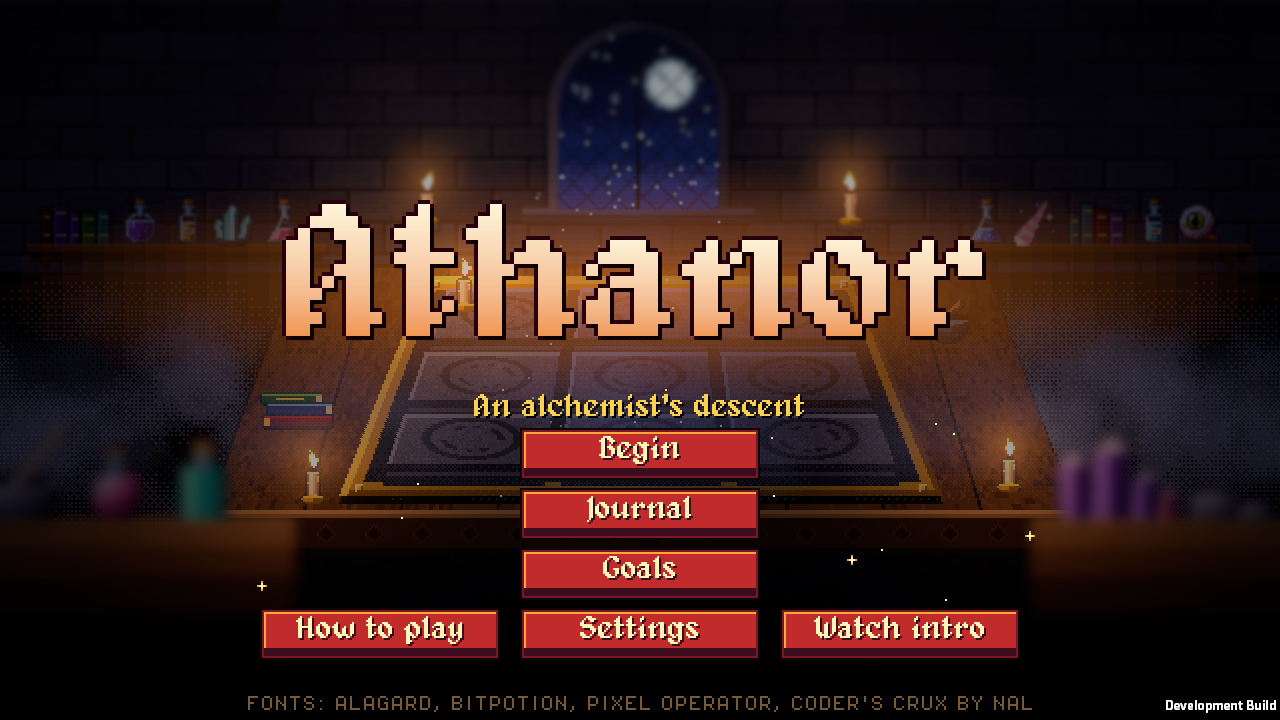 Athanor
An alchemist's descent
Begin
Journal
Goals
How to play
Settings
Watch intro
FONTS: ALAGARD, BITPOTION, PIXEL OPERATOR, CODER'S CRUX BY NAL
Development Build